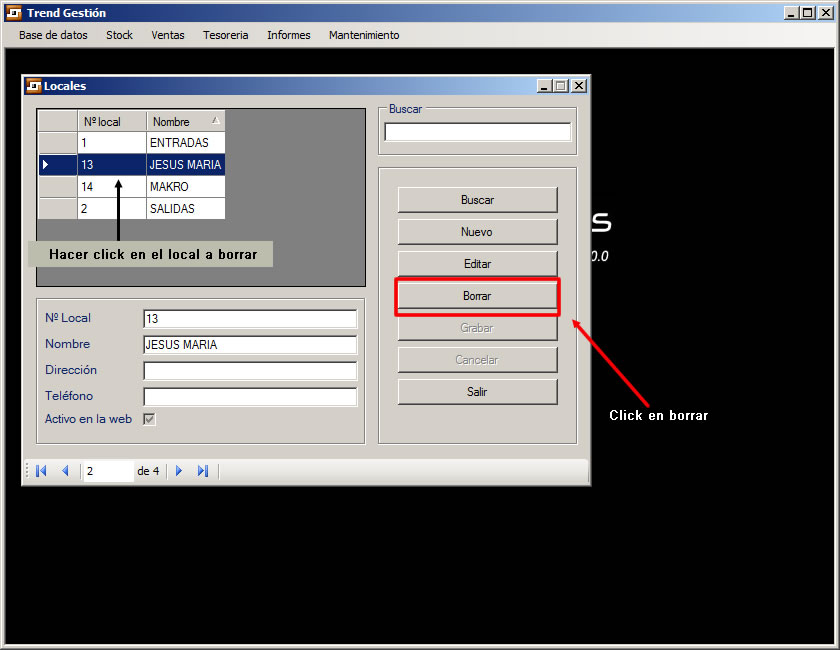 Trend Gestión
Base de datos Stock Ventas Tesoreria Informes Mantenimiento
Locales
Nº local Nombre
1 ENTRADAS
13 JESUS MARIA
14 MAKRO
2 SALIDAS
Hacer click en el local a borrar
Buscar
Buscar
Nuevo
Editar
Borrar
Grabar
Cancelar
Salir
S
0.0
Click en borrar
Nº Local 13
Nombre JESUS MARIA
Dirección
Teléfono
Activo en la web
2 de 4